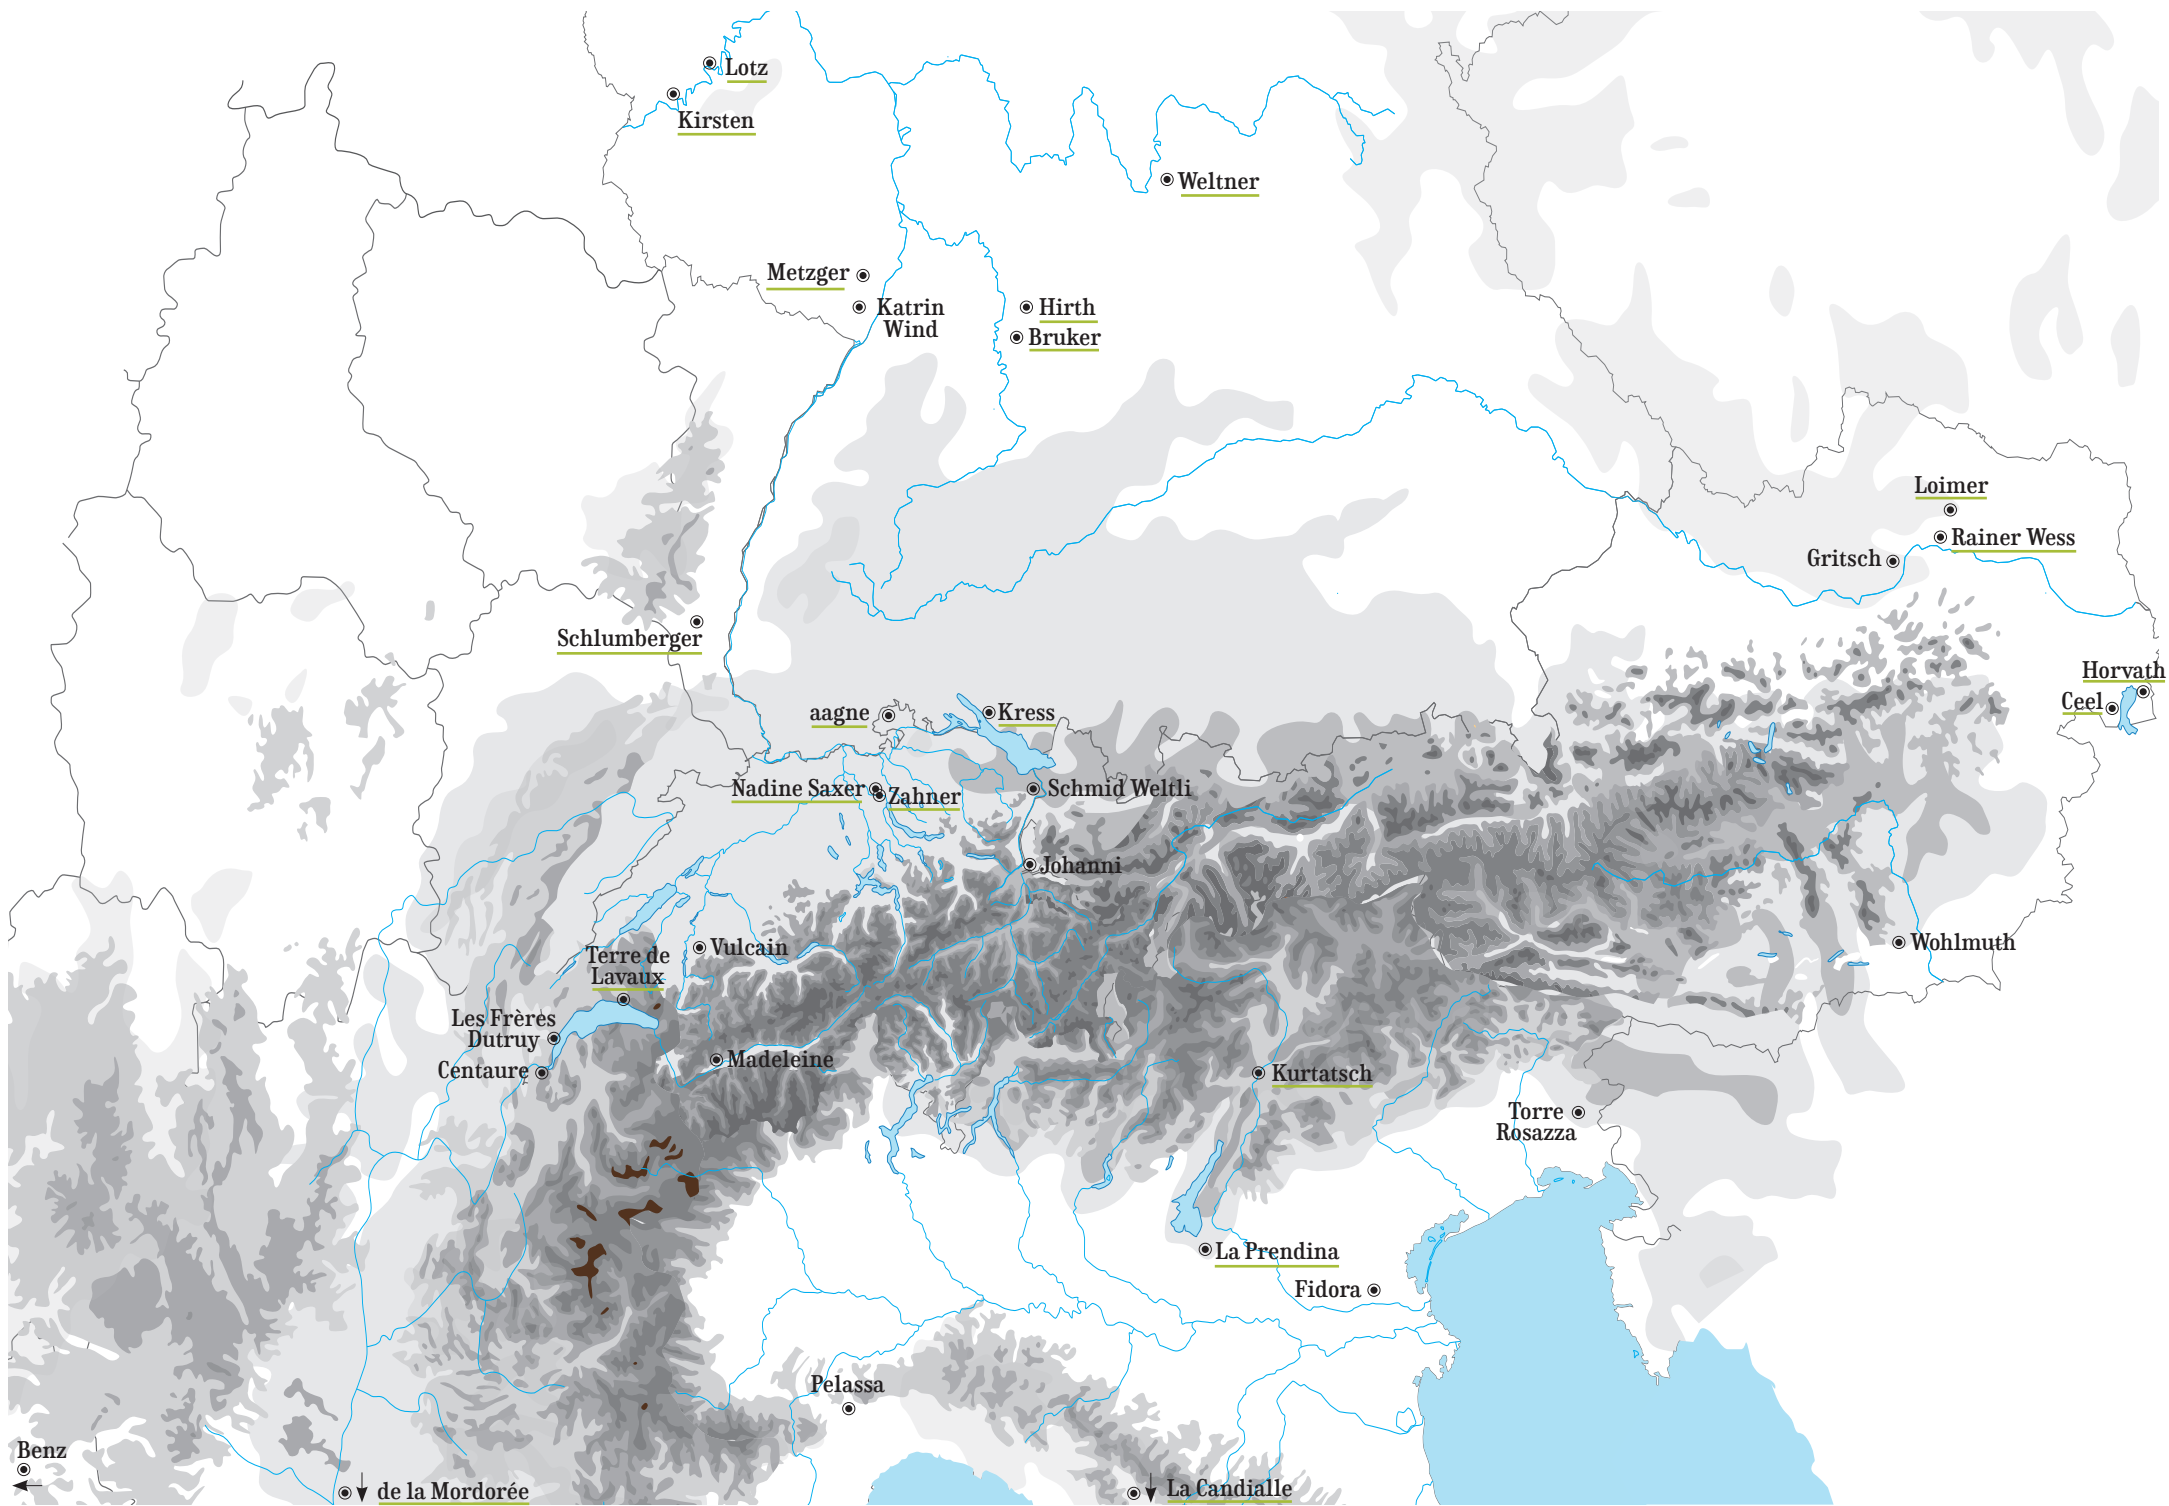 Lotz
Kirsten
Weltner
Metzger
Katrin
Wind
Hirth
Bruker
Loimer
Rainer Wess
Gritsch
Schlumberger
Horvath
Ceel
aagne
Kress
Nadine Saxer
Zahner
Schmid Weltli
Johanni
Vulcain
Terre de
Lavaux
Wohlmuth
Les Frères
Dutruy
Centaure
Madeleine
Kurtatsch
Torre
Rosazza
La Prendina
Fidora
Pelassa
Benz
de la Mordorée
La Candialle